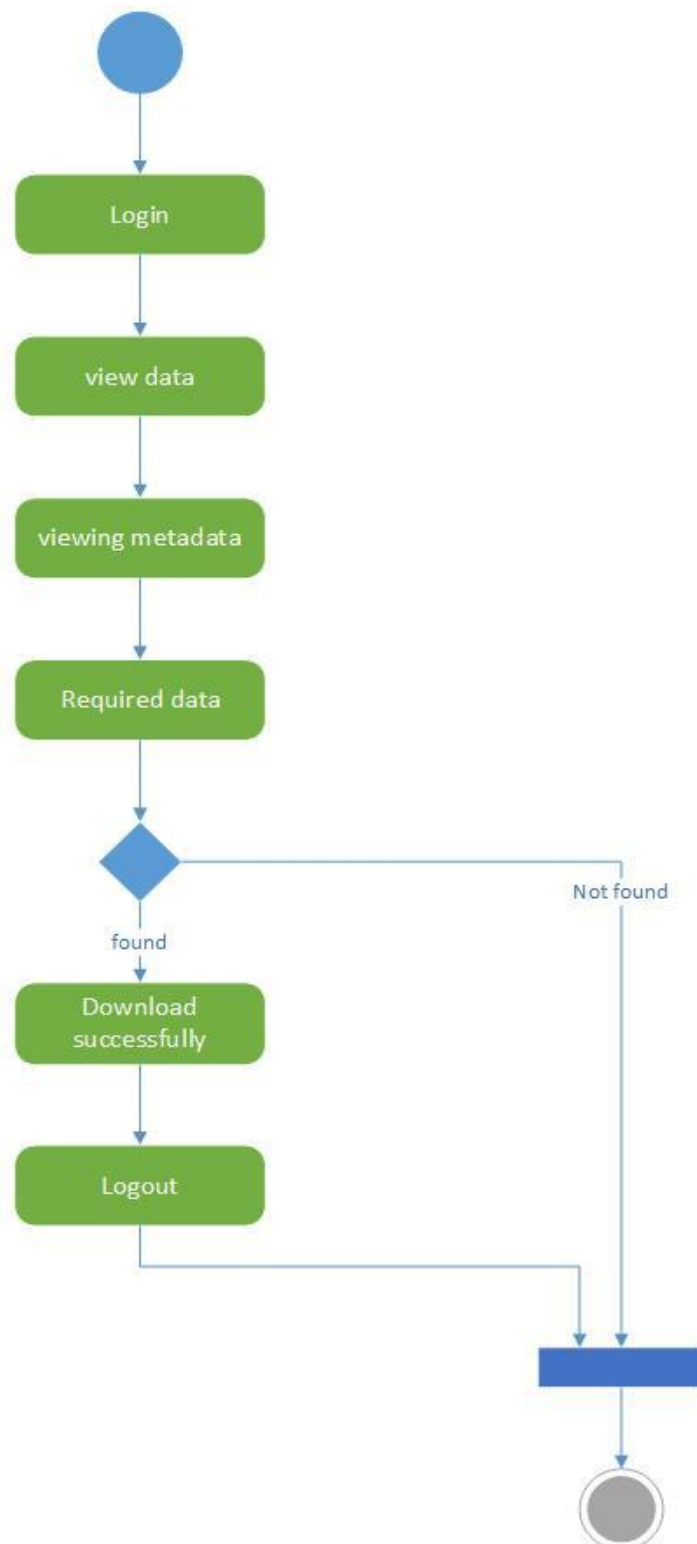 Login
view data
viewing metadata
Required data
Not found
found
Download
successfully
Logout